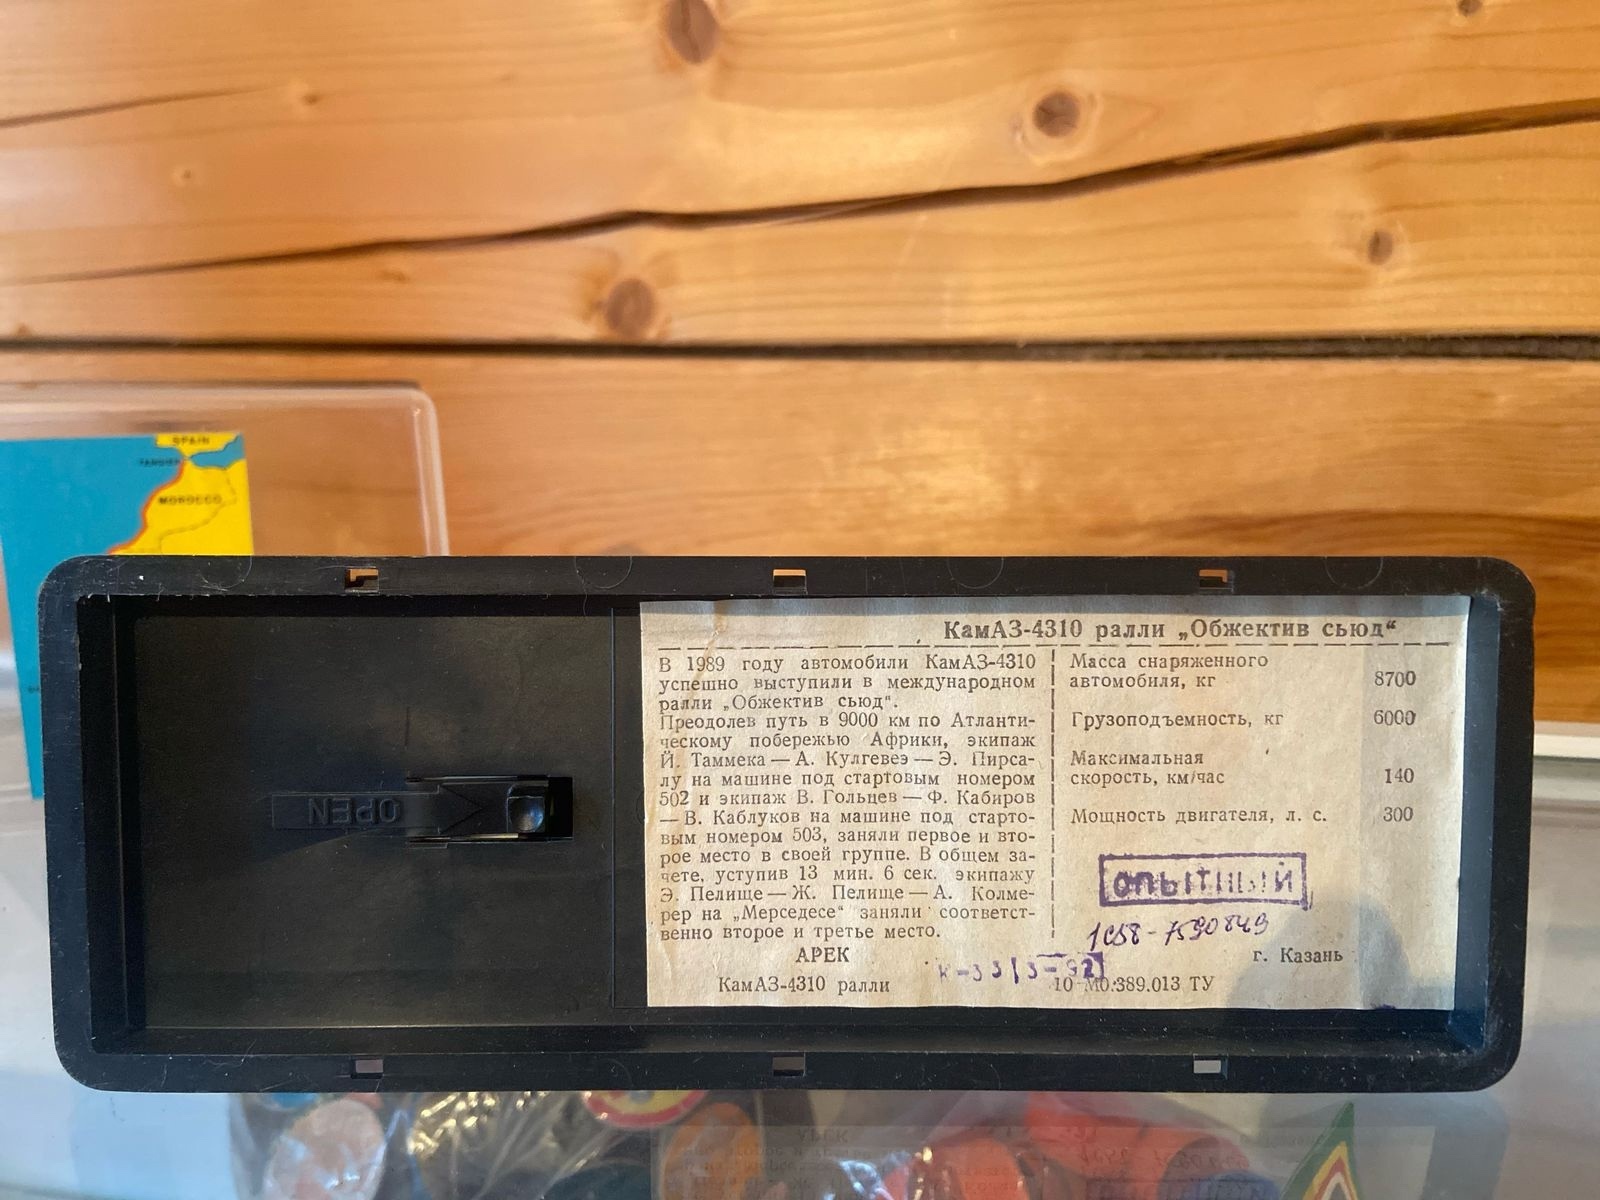 SPAIN
TANGIER
MOROCCO
OPEN
КамАЗ-4310 ралли „Обжектив сьюд“
В 1989 году автомобили КамАЗ-4310
успешно выступили в международном
ралли „Обжектив сьюд“.
Преодолев путь в 9000 км по Атланти-
ческому побережью Африки, экипаж
Й. Таммека — А. Кулгевеэ — Э. Пирса-
лу на машине под стартовым номером
502 и экипаж В. Гольцев — Ф. Кабиров
— В. Каблуков на машине под старто-
вым номером 503, заняли первое и вто-
рое место в своей группе. В общем за-
чете, уступив 13 мин. 6 сек. экипажу
Э. Пелище — Ж. Пелище — А. Колме-
рер на „Мерседесе“ заняли соответст-
венно второе и третье место.
АРЕК
КамАЗ-4310 ралли
Масса снаряженного
автомобиля, кг 8700
Грузоподъемность, кг 6000
Максимальная
скорость, км/час 140
Мощность двигателя, л. с. 300
ОПЫТНЫЙ
г. Казань
10-М0.389.013 ТУ